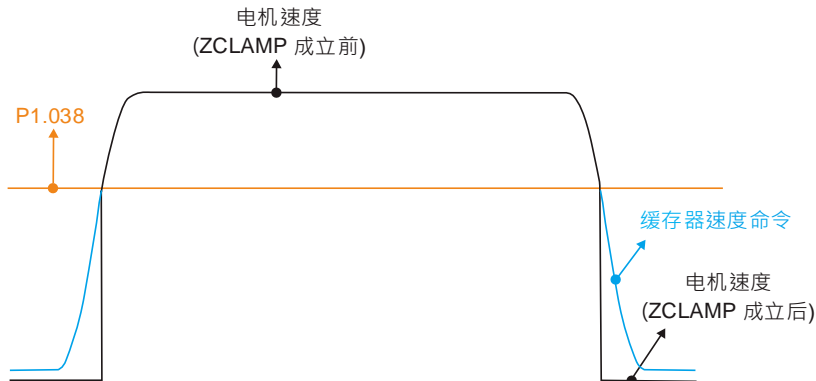 电机速度
(ZCLAMP 成立前)
P1.038
缓存器速度命令
电机速度
(ZCLAMP 成立后)